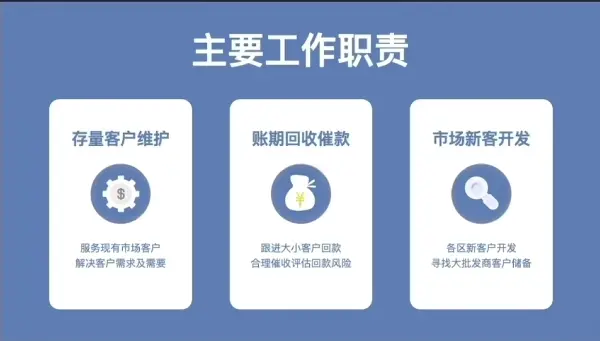 主要工作职责
存量客户维护
$
服务现有市场客户
解决客户需求及需要
账期回收催款
¥
跟进大小客户回款
合理催收评估回款风险
市场新客开发
各区新客户开发
寻找大批发商客户储备